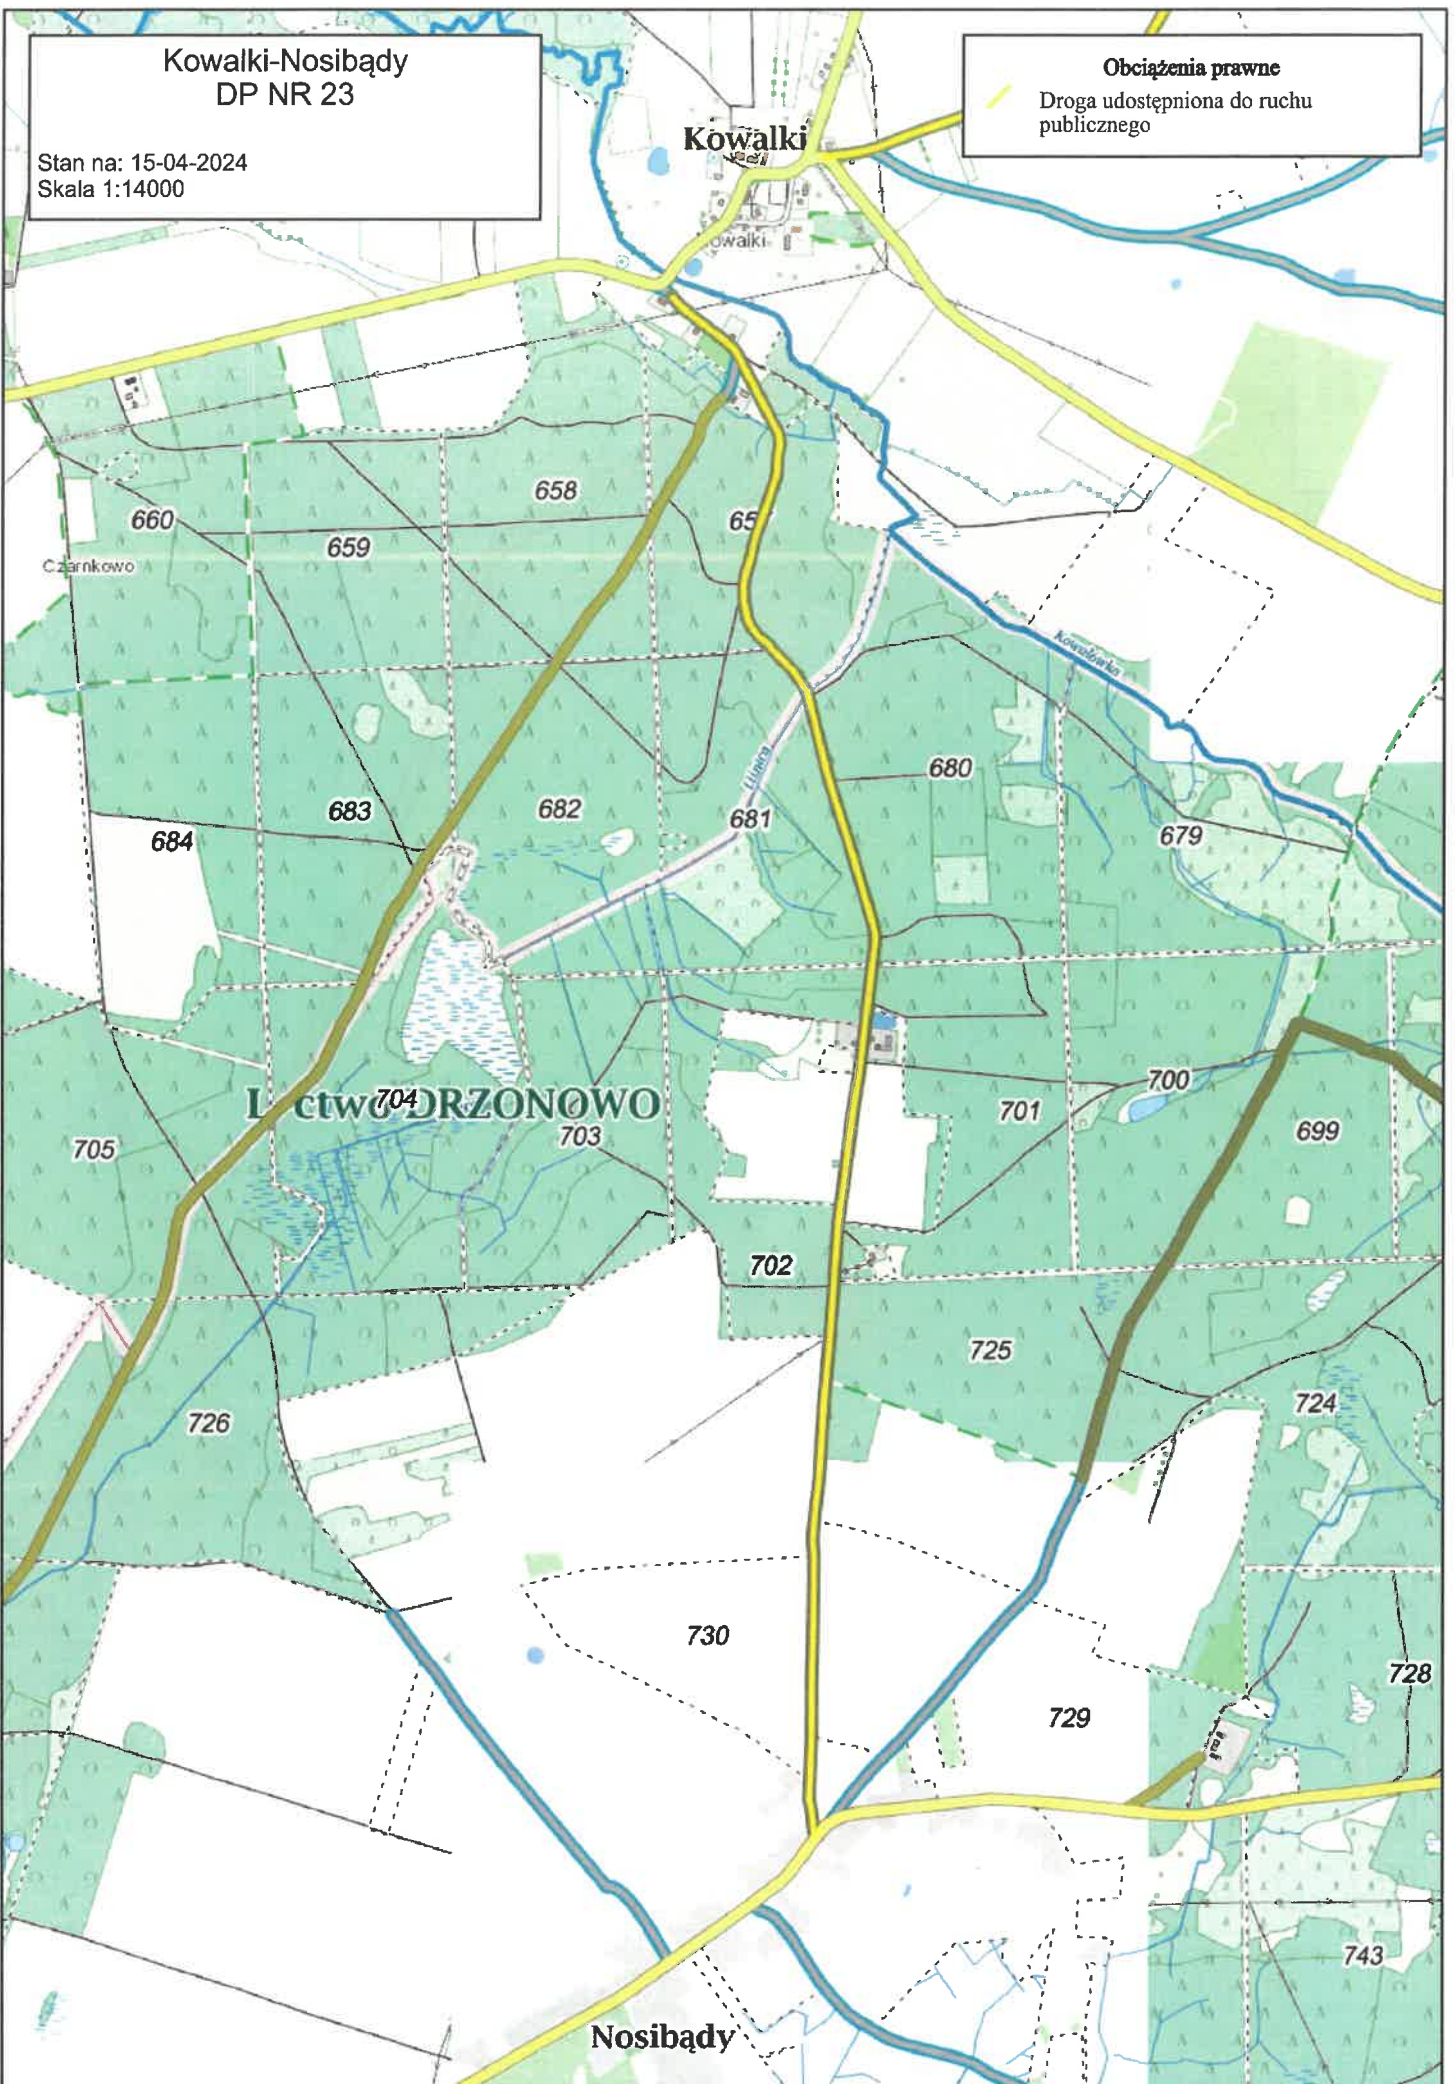 Kowalki-Nosibądy
DP NR 23
Stan na: 15-04-2024
Skala 1:14000
Obciążenia prawne
Droga udostępniona do ruchu
publicznego
Kowalki
658
660
659
Czarnkowo
Kowalówka
680
683
682
681
684
679
700
704
DRZONOWO
701
703
705
699
702
725
726
724
730
728
729
743
Nosibądy